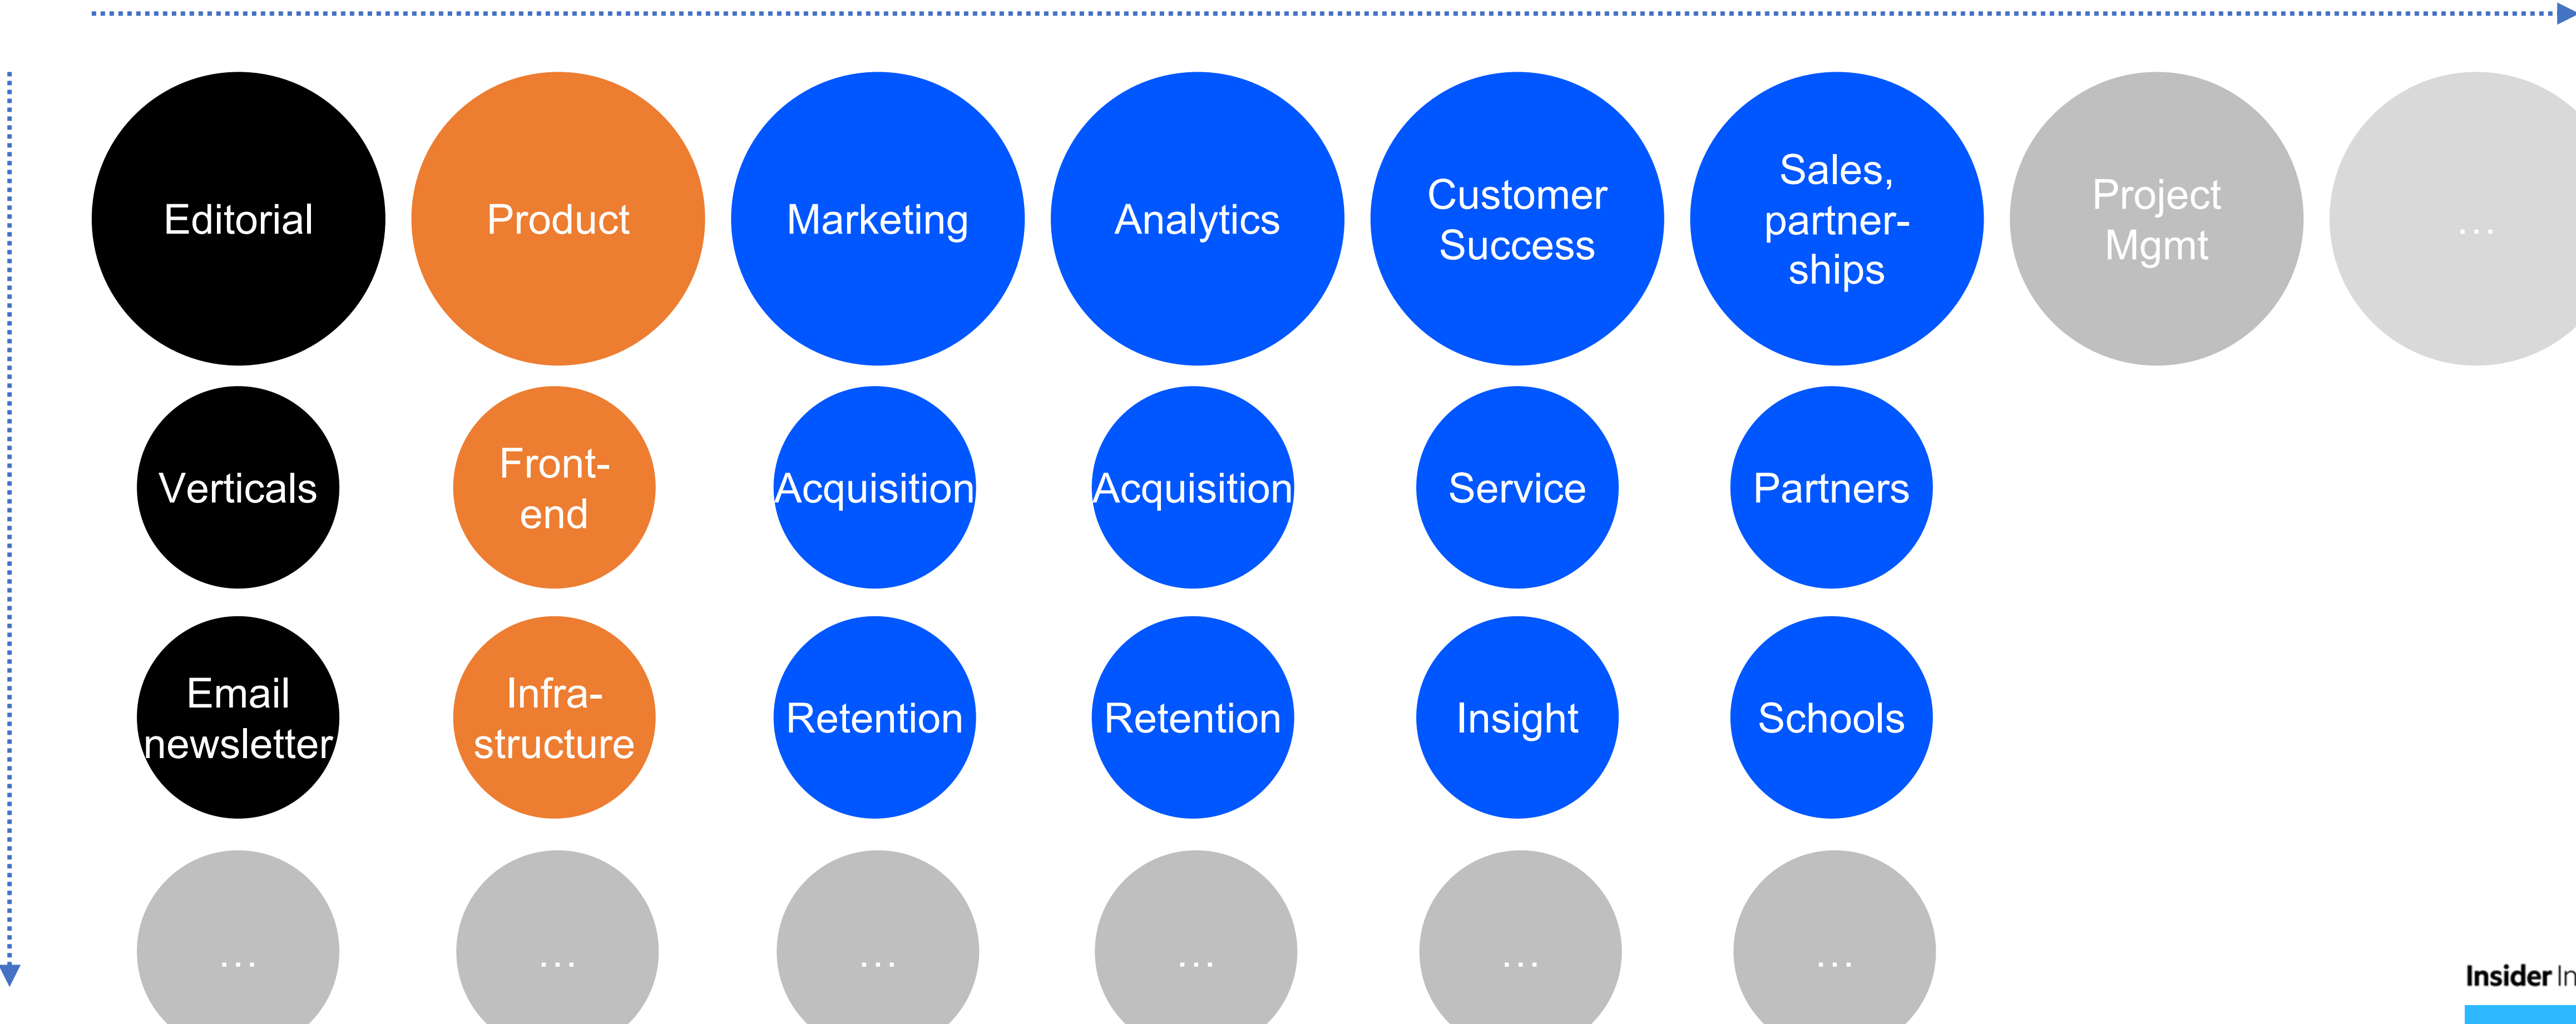 Editorial
Product
Marketing
Analytics
Customer
Success
Sales,
partner-
ships
Project
Mgmt
...
Verticals
Front-
end
Acquisition
Acquisition
Service
Partners
Email
newsletter
Infra-
structure
Retention
Retention
Insight
Schools
...
...
...
...
...
...
Insider In